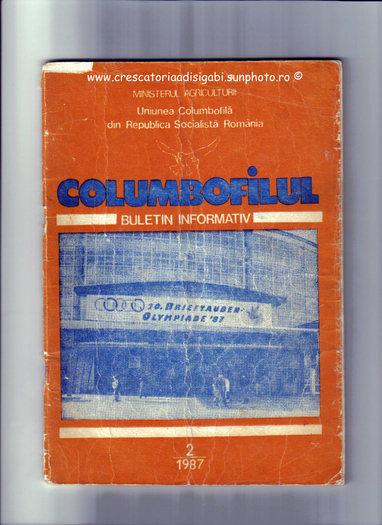 www.crescatoriaadisigabi.sunphoto.ro ©
MINISTERUL AGRICULTURII
Uniunea Columbofilă
din Republica Socialistă România
COLUMBOFILUL
BULETIN INFORMATIV
20. BRIEFTAUBEN-
OLYMPIADE '87
2
1987